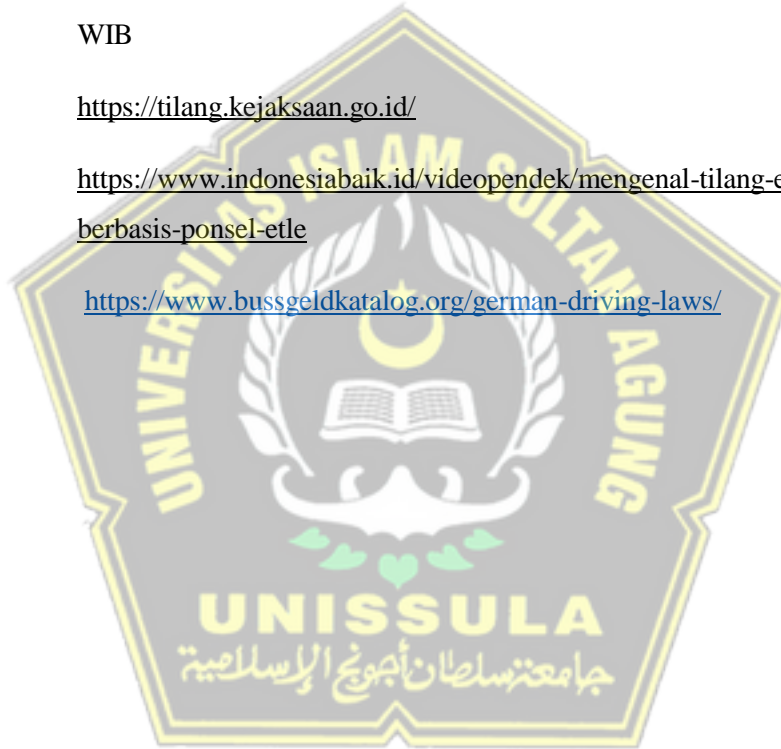 WIB
https://tilang.kejaksaan.go.id/
https://www.indonesiabaik.id/videopendek/mengenal-tilang-e
berbasis-ponsel-etle
https://www.bussgeldkatalog.org/german-driving-laws/
UNIVERSITAS ISLAM SULTAN AGUNG
UNISSULA
جامعة سلطان أجونج الإسلامية